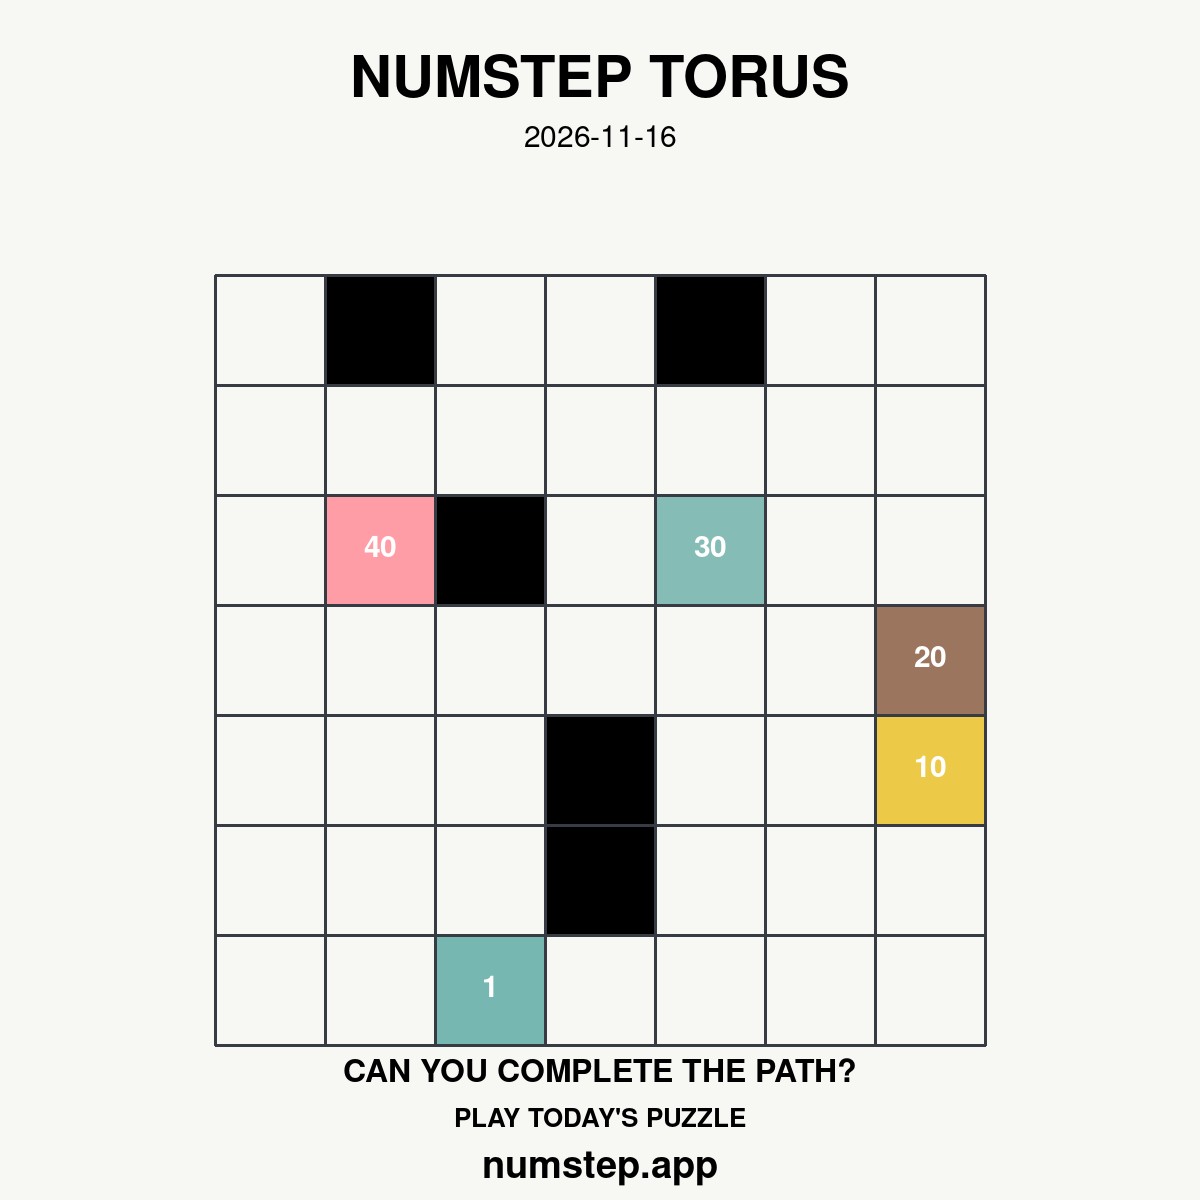 NUMSTEP TORUS
2026-11-16
40
30
20
10
1
CAN YOU COMPLETE THE PATH?
PLAY TODAY'S PUZZLE
numstep.app